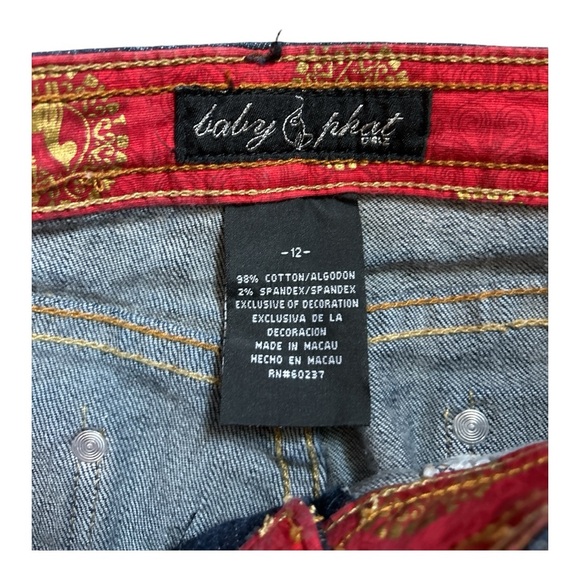 baby phat
GIRLZ
-12-
98% COTTON/ALGODON
2% SPANDEX/SPANDEX
EXCLUSIVE OF DECORATION
EXCLUSIVA DE LA
DECORACION
MADE IN MACAU
HECHO EN MACAU
RN#60237